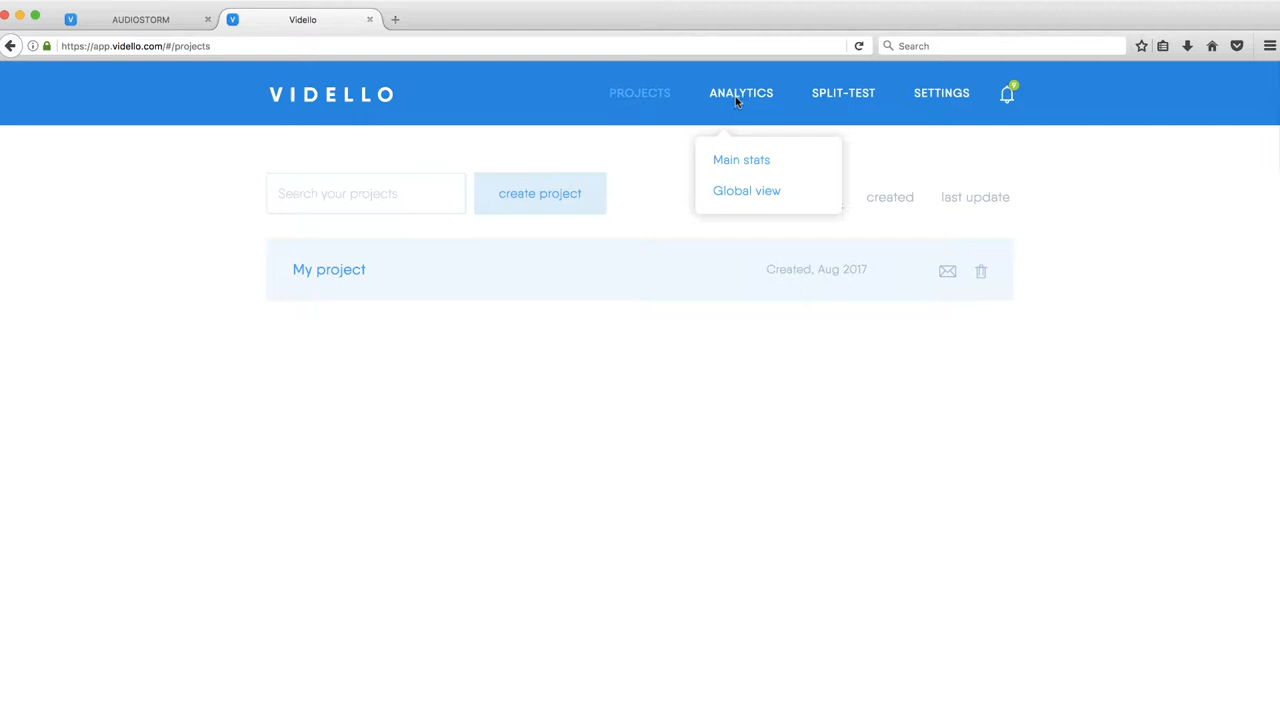 AUDIOSTORM
Vidello
https://app.vidello.com/#/projects
Search
VIDELLO
PROJECTS
ANALYTICS
SPLIT-TEST
SETTINGS
Main stats
Global view
Search your projects
create project
created
last update
My project
Created, Aug 2017